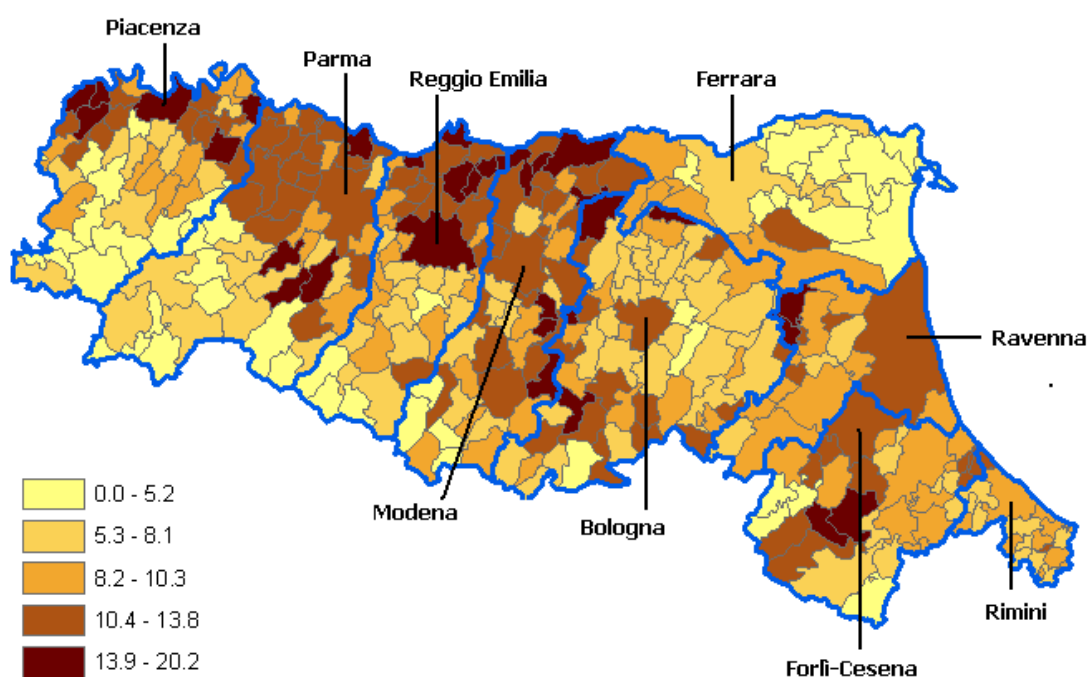 Piacenza
Parma
Reggio Emilia
Ferrara
Ravenna
Modena
Bologna
Rimini
Forlì-Cesena
0.0 - 5.2
5.3 - 8.1
8.2 - 10.3
10.4 - 13.8
13.9 - 20.2